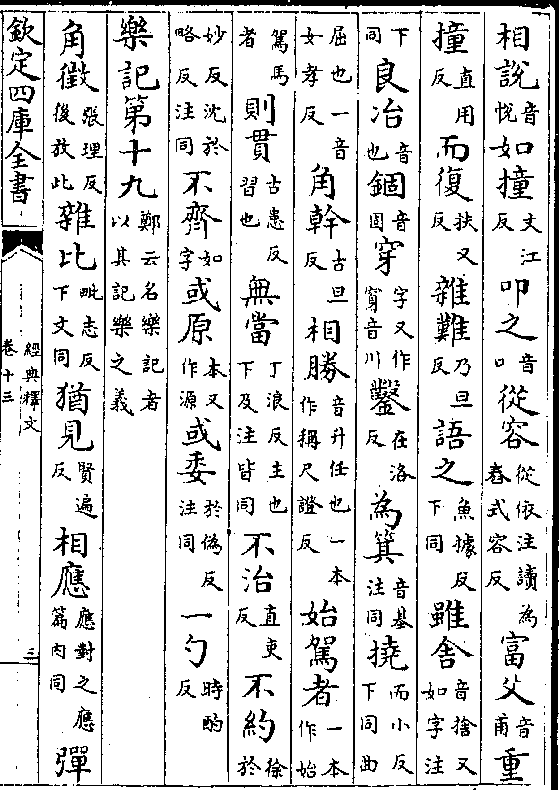 相說音悅如撞丈江反叩之音口從容從依注讀為舂式容反富父音甫重
撞直用反而復扶又反雜難乃旦反語之魚據反下同雖舍音捨又如字注
下同良冶音也錮音固穿字又作音川鑿在洛反為箕音基注同撓而小反下同曲
屈也一音女孝反角幹古旦反相勝音升任也一本作稱尺證反始駕者一本作始
駕馬者則貫古患反習也無當丁浪反主也下及注皆同不治直吏反不約徐於
妙反沈於略反注同不齊如字或原本又作源或委於偽反注同一勺時酌反
樂記第十九鄭云名樂記者以其記樂之義
角徵張理反後放此雜比毗志反下文同猶見賢遍反相應應對之應篇內同彈
欽定四庫全書
經典釋文
卷十三
三